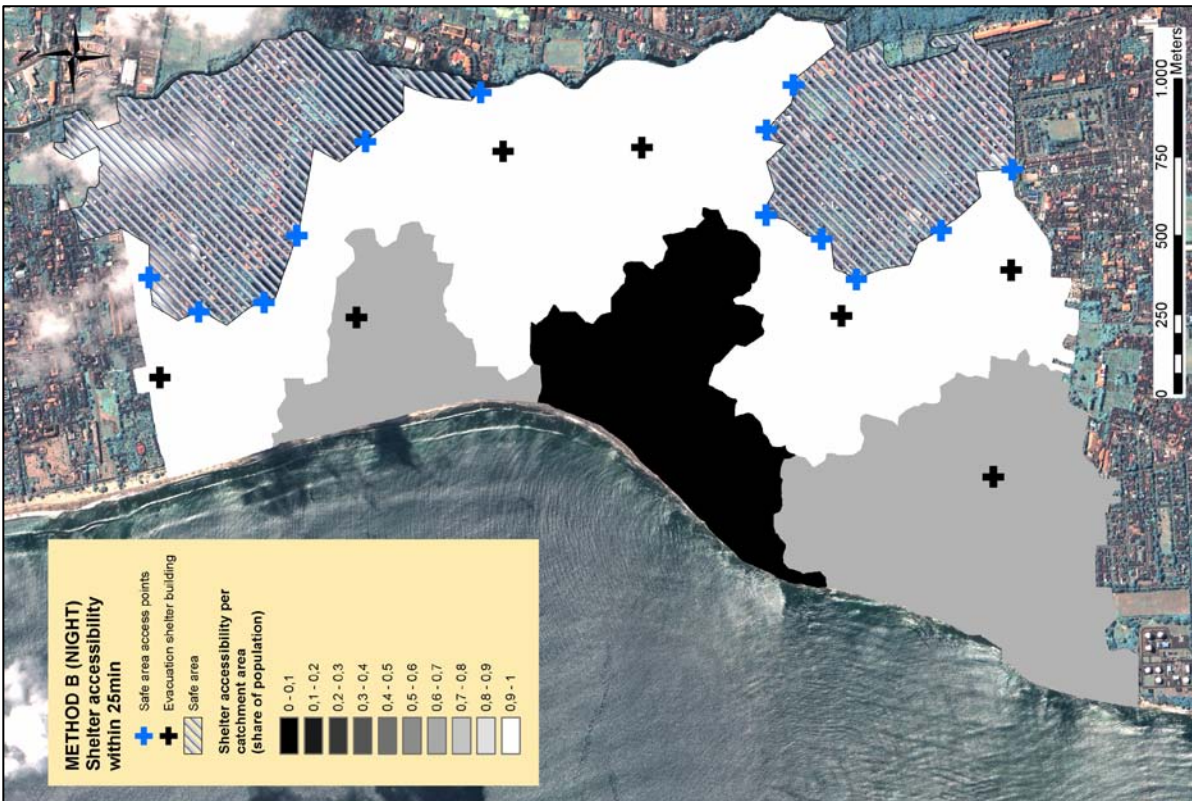 METHOD B (NIGHT)
Shelter accessibility
within 25min
Safe area access points
Evacuation shelter building
Safe area
Shelter accessibility per
catchment area
(share of population)
0 - 0,1
0,1 - 0,2
0,2 - 0,3
0,3 - 0,4
0,4 - 0,5
0,5 - 0,6
0,6 - 0,7
0,7 - 0,8
0,8 - 0,9
0,9 - 1
0 250 500 750 1.000
Meters